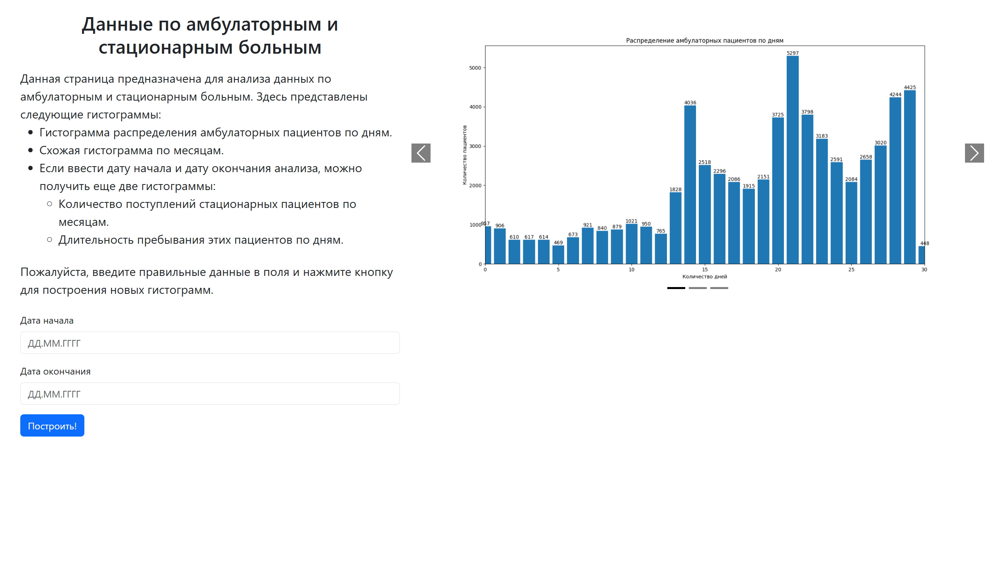 Данные по амбулаторным и
стационарным больным
Данная страница предназначена для анализа данных по
амбулаторным и стационарным больным. Здесь представлены
следующие гистограммы:
Гистограмма распределения амбулаторных пациентов по дням.
Схожая гистограмма по месяцам.
Если ввести дату начала и дату окончания анализа, можно
получить еще две гистограммы:
Количество поступлений стационарных пациентов по
месяцам.
Длительность пребывания этих пациентов по дням.
Пожалуйста, введите правильные данные в поля и нажмите кнопку
для построения новых гистограмм.
Дата начала
ДД.ММ.ГГГГ
Дата окончания
ДД.ММ.ГГГГ
Построить!
Распределение амбулаторных пациентов по дням
Количество пациентов
5000
4000
3000
2000
1000
0
957
906
610
617
614
469
673
921
840
879
1021
950
765
1828
4036
2518
2296
2086
1915
2151
3725
5297
3798
3183
2591
2084
2658
3020
4244
4425
448
0 5 10 15 20 25 30
Количество дней